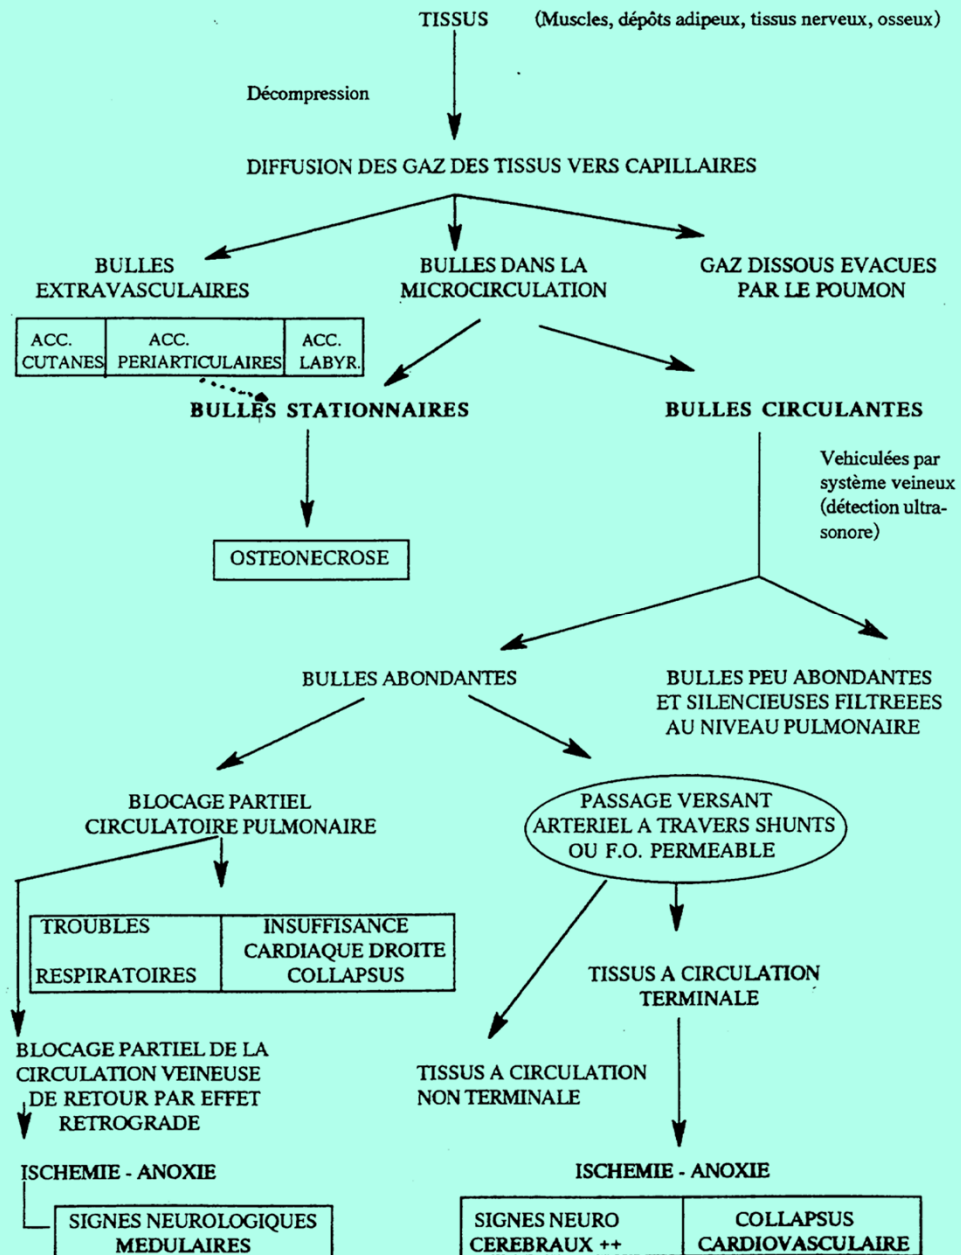 TISSUS (Muscles, dépôts adipeux, tissus nerveux, osseux)
Décompression
DIFFUSION DES GAZ DES TISSUS VERS CAPILLAIRES
BULLES
EXTRAVASCULAIRES
BULLES DANS LA
MICROCIRCULATION
GAZ DISSOUS EVACUES
PAR LE POUMON
ACC.
CUTANES
ACC.
PERIARTICULAIRES
ACC.
LABYR.
BULLES STATIONNAIRES
BULLES CIRCULANTES
Vehiculées par
système veineux
(détection ultra-
sonore)
OSTEONECROSE
BULLES ABONDANTES
BULLES PEU ABONDANTES
ET SILENCIEUSES FILTREEES
AU NIVEAU PULMONAIRE
BLOCAGE PARTIEL
CIRCULATOIRE PULMONAIRE
PASSAGE VERSANT
ARTERIEL A TRAVERS SHUNTS
OU F.O. PERMEABLE
TROUBLES
RESPIRATOIRES
INSUFFISANCE
CARDIAQUE DROITE
COLLAPSUS
TISSUS A CIRCULATION
TERMINALE
BLOCAGE PARTIEL DE LA
CIRCULATION VEINEUSE
DE RETOUR PAR EFFET
RETROGRADE
TISSUS A CIRCULATION
NON TERMINALE
ISCHEMIE - ANOXIE
SIGNES NEUROLOGIQUES
MEDULAIRES
ISCHEMIE - ANOXIE
SIGNES NEURO
CEREBRAUX ++
COLLAPSUS
CARDIOVASCULAIRE